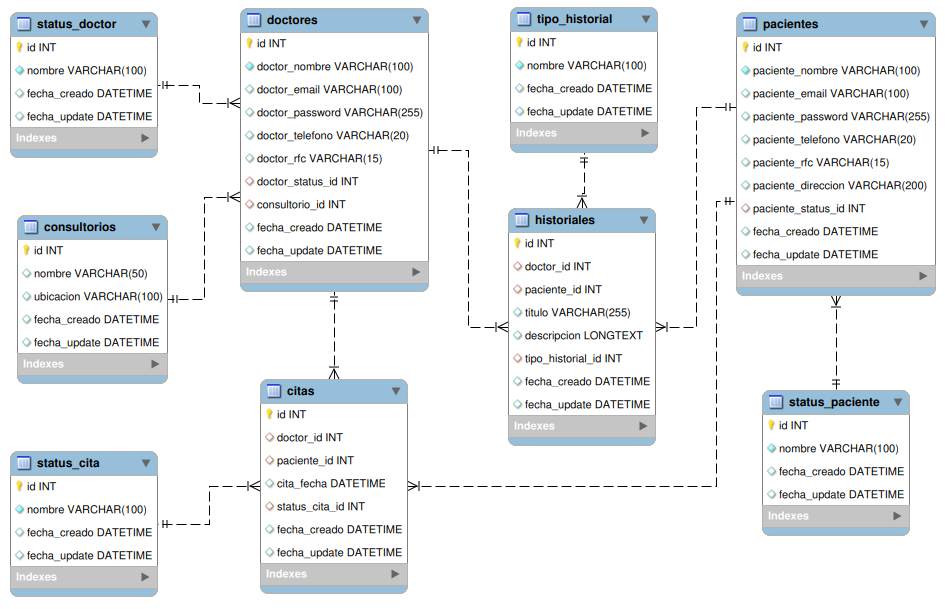 status_doctor
id INT
nombre VARCHAR(100)
fecha_creado DATETIME
fecha_update DATETIME
Indexes
doctores
id INT
doctor_nombre VARCHAR(100)
doctor_email VARCHAR(100)
doctor_password VARCHAR(255)
doctor_telefono VARCHAR(20)
doctor_rfc VARCHAR(15)
doctor_status_id INT
consultorio_id INT
fecha_creado DATETIME
fecha_update DATETIME
Indexes
tipo_historial
id INT
nombre VARCHAR(100)
fecha_creado DATETIME
fecha_update DATETIME
Indexes
pacientes
id INT
paciente_nombre VARCHAR(100)
paciente_email VARCHAR(100)
paciente_password VARCHAR(255)
paciente_telefono VARCHAR(20)
paciente_rfc VARCHAR(15)
paciente_direccion VARCHAR(200)
paciente_status_id INT
fecha_creado DATETIME
fecha_update DATETIME
Indexes
consultorios
id INT
nombre VARCHAR(50)
ubicacion VARCHAR(100)
fecha_creado DATETIME
fecha_update DATETIME
Indexes
historiales
id INT
doctor_id INT
paciente_id INT
titulo VARCHAR(255)
descripcion LONGTEXT
tipo_historial_id INT
fecha_creado DATETIME
fecha_update DATETIME
Indexes
citas
id INT
doctor_id INT
paciente_id INT
cita_fecha DATETIME
status_cita_id INT
fecha_creado DATETIME
fecha_update DATETIME
Indexes
status_paciente
id INT
nombre VARCHAR(100)
fecha_creado DATETIME
fecha_update DATETIME
Indexes
status_cita
id INT
nombre VARCHAR(100)
fecha_creado DATETIME
fecha_update DATETIME
Indexes